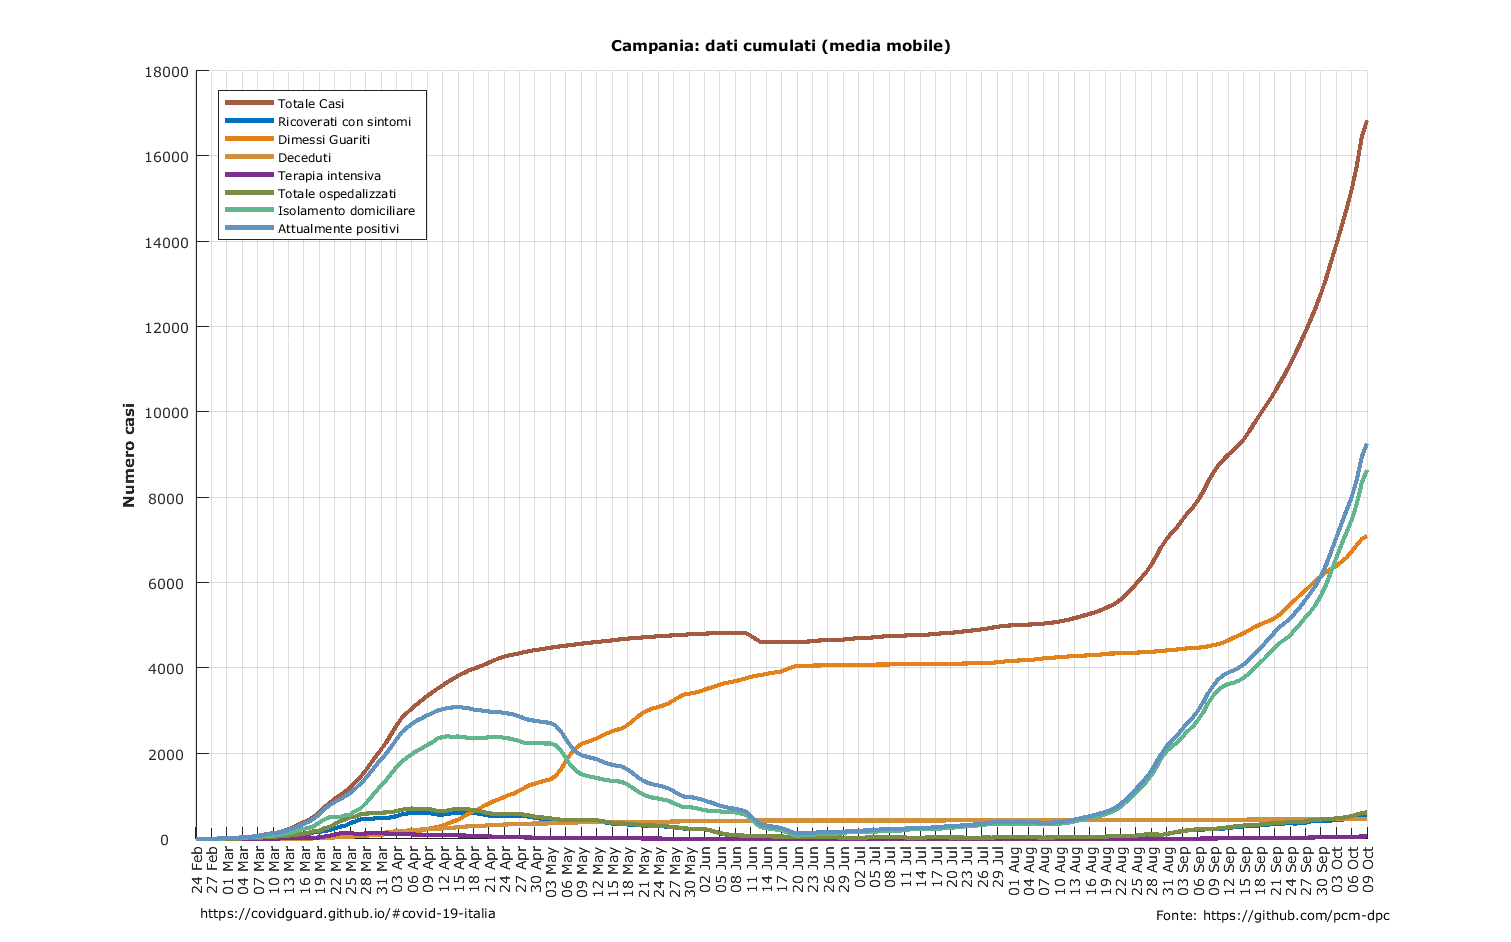 Campania: dati cumulati (media mobile)
18000
16000
14000
12000
10000
8000
6000
4000
2000
0
Numero casi
Totale Casi
Ricoverati con sintomi
Dimessi Guariti
Deceduti
Terapia intensiva
Totale ospedalizzati
Isolamento domiciliare
Attualmente positivi
24 Feb
27 Feb
01 Mar
04 Mar
07 Mar
10 Mar
13 Mar
16 Mar
19 Mar
22 Mar
25 Mar
28 Mar
31 Mar
03 Apr
06 Apr
09 Apr
12 Apr
15 Apr
18 Apr
21 Apr
24 Apr
27 Apr
30 Apr
03 May
06 May
09 May
12 May
15 May
18 May
21 May
24 May
27 May
30 May
02 Jun
05 Jun
08 Jun
11 Jun
14 Jun
17 Jun
20 Jun
23 Jun
26 Jun
29 Jun
02 Jul
05 Jul
08 Jul
11 Jul
14 Jul
17 Jul
20 Jul
23 Jul
26 Jul
29 Jul
01 Aug
04 Aug
07 Aug
10 Aug
13 Aug
16 Aug
19 Aug
22 Aug
25 Aug
28 Aug
31 Aug
03 Sep
06 Sep
09 Sep
12 Sep
15 Sep
18 Sep
21 Sep
24 Sep
27 Sep
30 Sep
03 Oct
06 Oct
09 Oct
https://covidguard.github.io/#covid-19-italia
Fonte: https://github.com/pcm-dpc